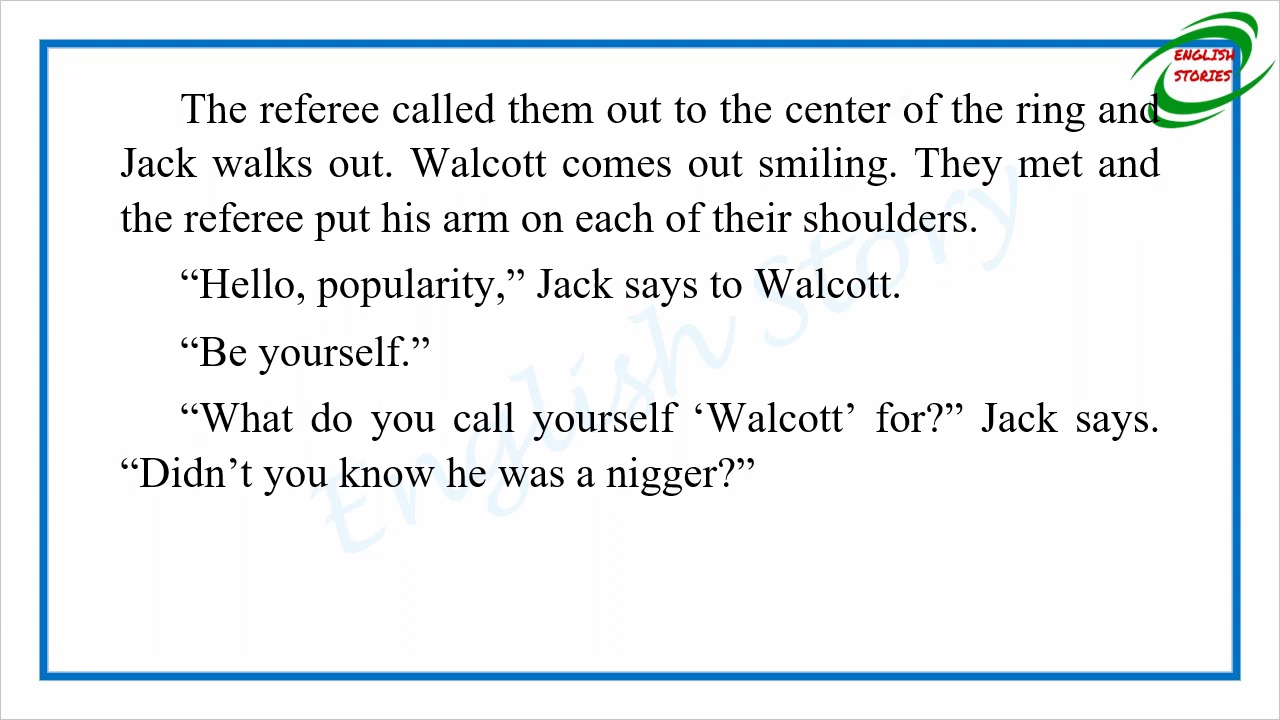 ENGLISH
STORIES
The referee called them out to the center of the ring and
Jack walks out. Walcott comes out smiling. They met and
the referee put his arm on each of their shoulders.
“Hello, popularity,” Jack says to Walcott.
“Be yourself.”
“What do you call yourself ‘Walcott’ for?” Jack says.
“Didn’t you know he was a nigger?”
English Story